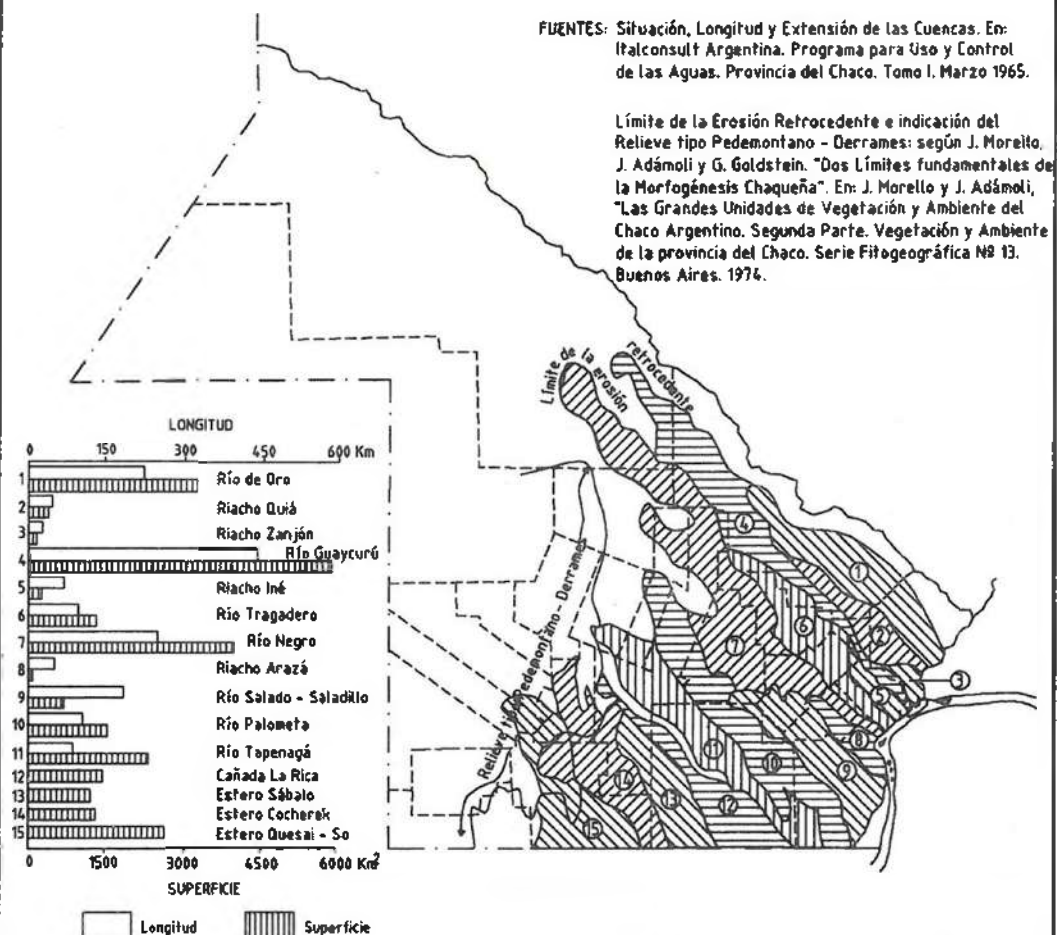 FUENTES: Situación, Longitud y Extensión de las Cuencas. En:
Italconsult Argentina. Programa para Uso y Control
de las Aguas. Provincia del Chaco. Tomo I. Marzo 1965.
Límite de la Erosión Retrocedente e indicación del
Relieve tipo Pedemontano - Derrames: según J. Morello,
J. Adámoli y G. Goldstein. "Dos Límites fundamentales de
la Morfogénesis Chaqueña". En: J. Morello y J. Adámoli,
"Las Grandes Unidades de Vegetación y Ambiente del
Chaco Argentino. Segunda Parte. Vegetación y Ambiente
de la provincia del Chaco. Serie Fitogeográfica Nº 13.
Buenos Aires. 1974.
Límite de la erosión retrocedente
Relieve tipo Pedemontano - Derrames
LONGITUD
0 150 300 450 600 Km
1 Río de Oro
2 Riacho Quiá
3 Riacho Zanjón
4 Río Guaycurú
5 Riacho Iné
6 Río Tragadero
7 Río Negro
8 Riacho Arazá
9 Río Salado - Saladillo
10 Río Palometa
11 Río Tapenagá
12 Cañada La Rica
13 Estero Sábalo
14 Estero Cocherek
15 Estero Quesai - So
0 1500 3000 4500 6000 Km²
SUPERFICIE
Longitud Superficie
4
1
6
2
7
3
5
8
11
10
9
14
13
12
15